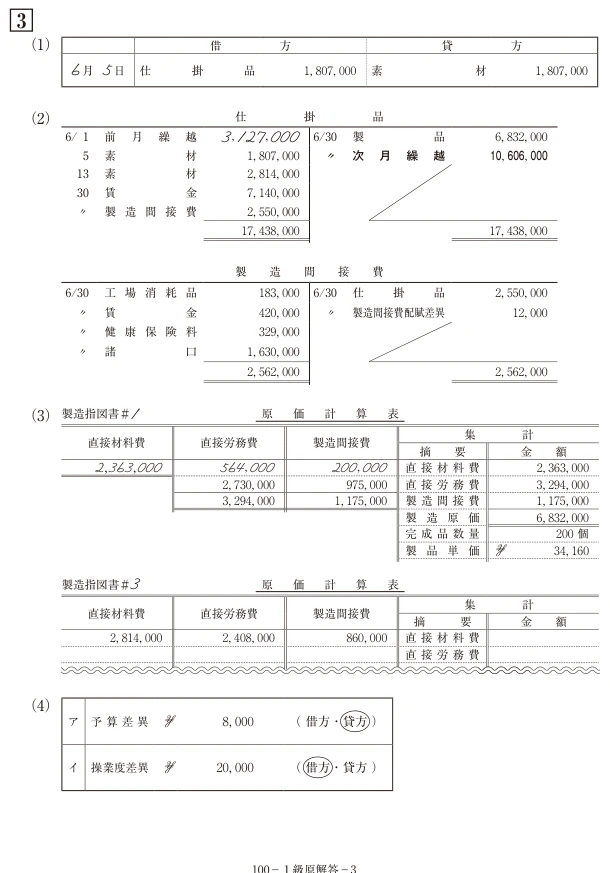 3
(1)
借方 貸方
6月 5日 仕掛品 1,807,000 素材 1,807,000
(2) 仕掛品
6/ 1 前月繰越 3,127,000 6/30 製品 6,832,000
5 素材 1,807,000 〃 次月繰越 10,606,000
13 素材 2,814,000
30 賃金 7,140,000
〃 製造間接費 2,550,000
17,438,000 17,438,000
製造間接費
6/30 工場消耗品 183,000 6/30 仕掛品 2,550,000
〃 賃金 420,000 〃 製造間接費配賦差異 12,000
〃 健康保険料 329,000
〃 諸口 1,630,000
2,562,000 2,562,000
(3) 製造指図書#1 原価計算表
直接材料費 直接労務費 製造間接費 集計
摘要 金額
2,363,000 564,000 200,000 直接材料費 2,363,000
2,730,000 975,000 直接労務費 3,294,000
3,294,000 1,175,000 製造間接費 1,175,000
製造原価 6,832,000
完成品数量 200個
製品単価 ¥ 34,160
製造指図書#3 原価計算表
直接材料費 直接労務費 製造間接費 集計
摘要 金額
2,814,000 2,408,000 860,000 直接材料費
直接労務費
(4)
ア 予算差異 ¥ 8,000 (借方・貸方)
イ 操業度差異 ¥ 20,000 (借方・貸方)
100-1級原解答-3